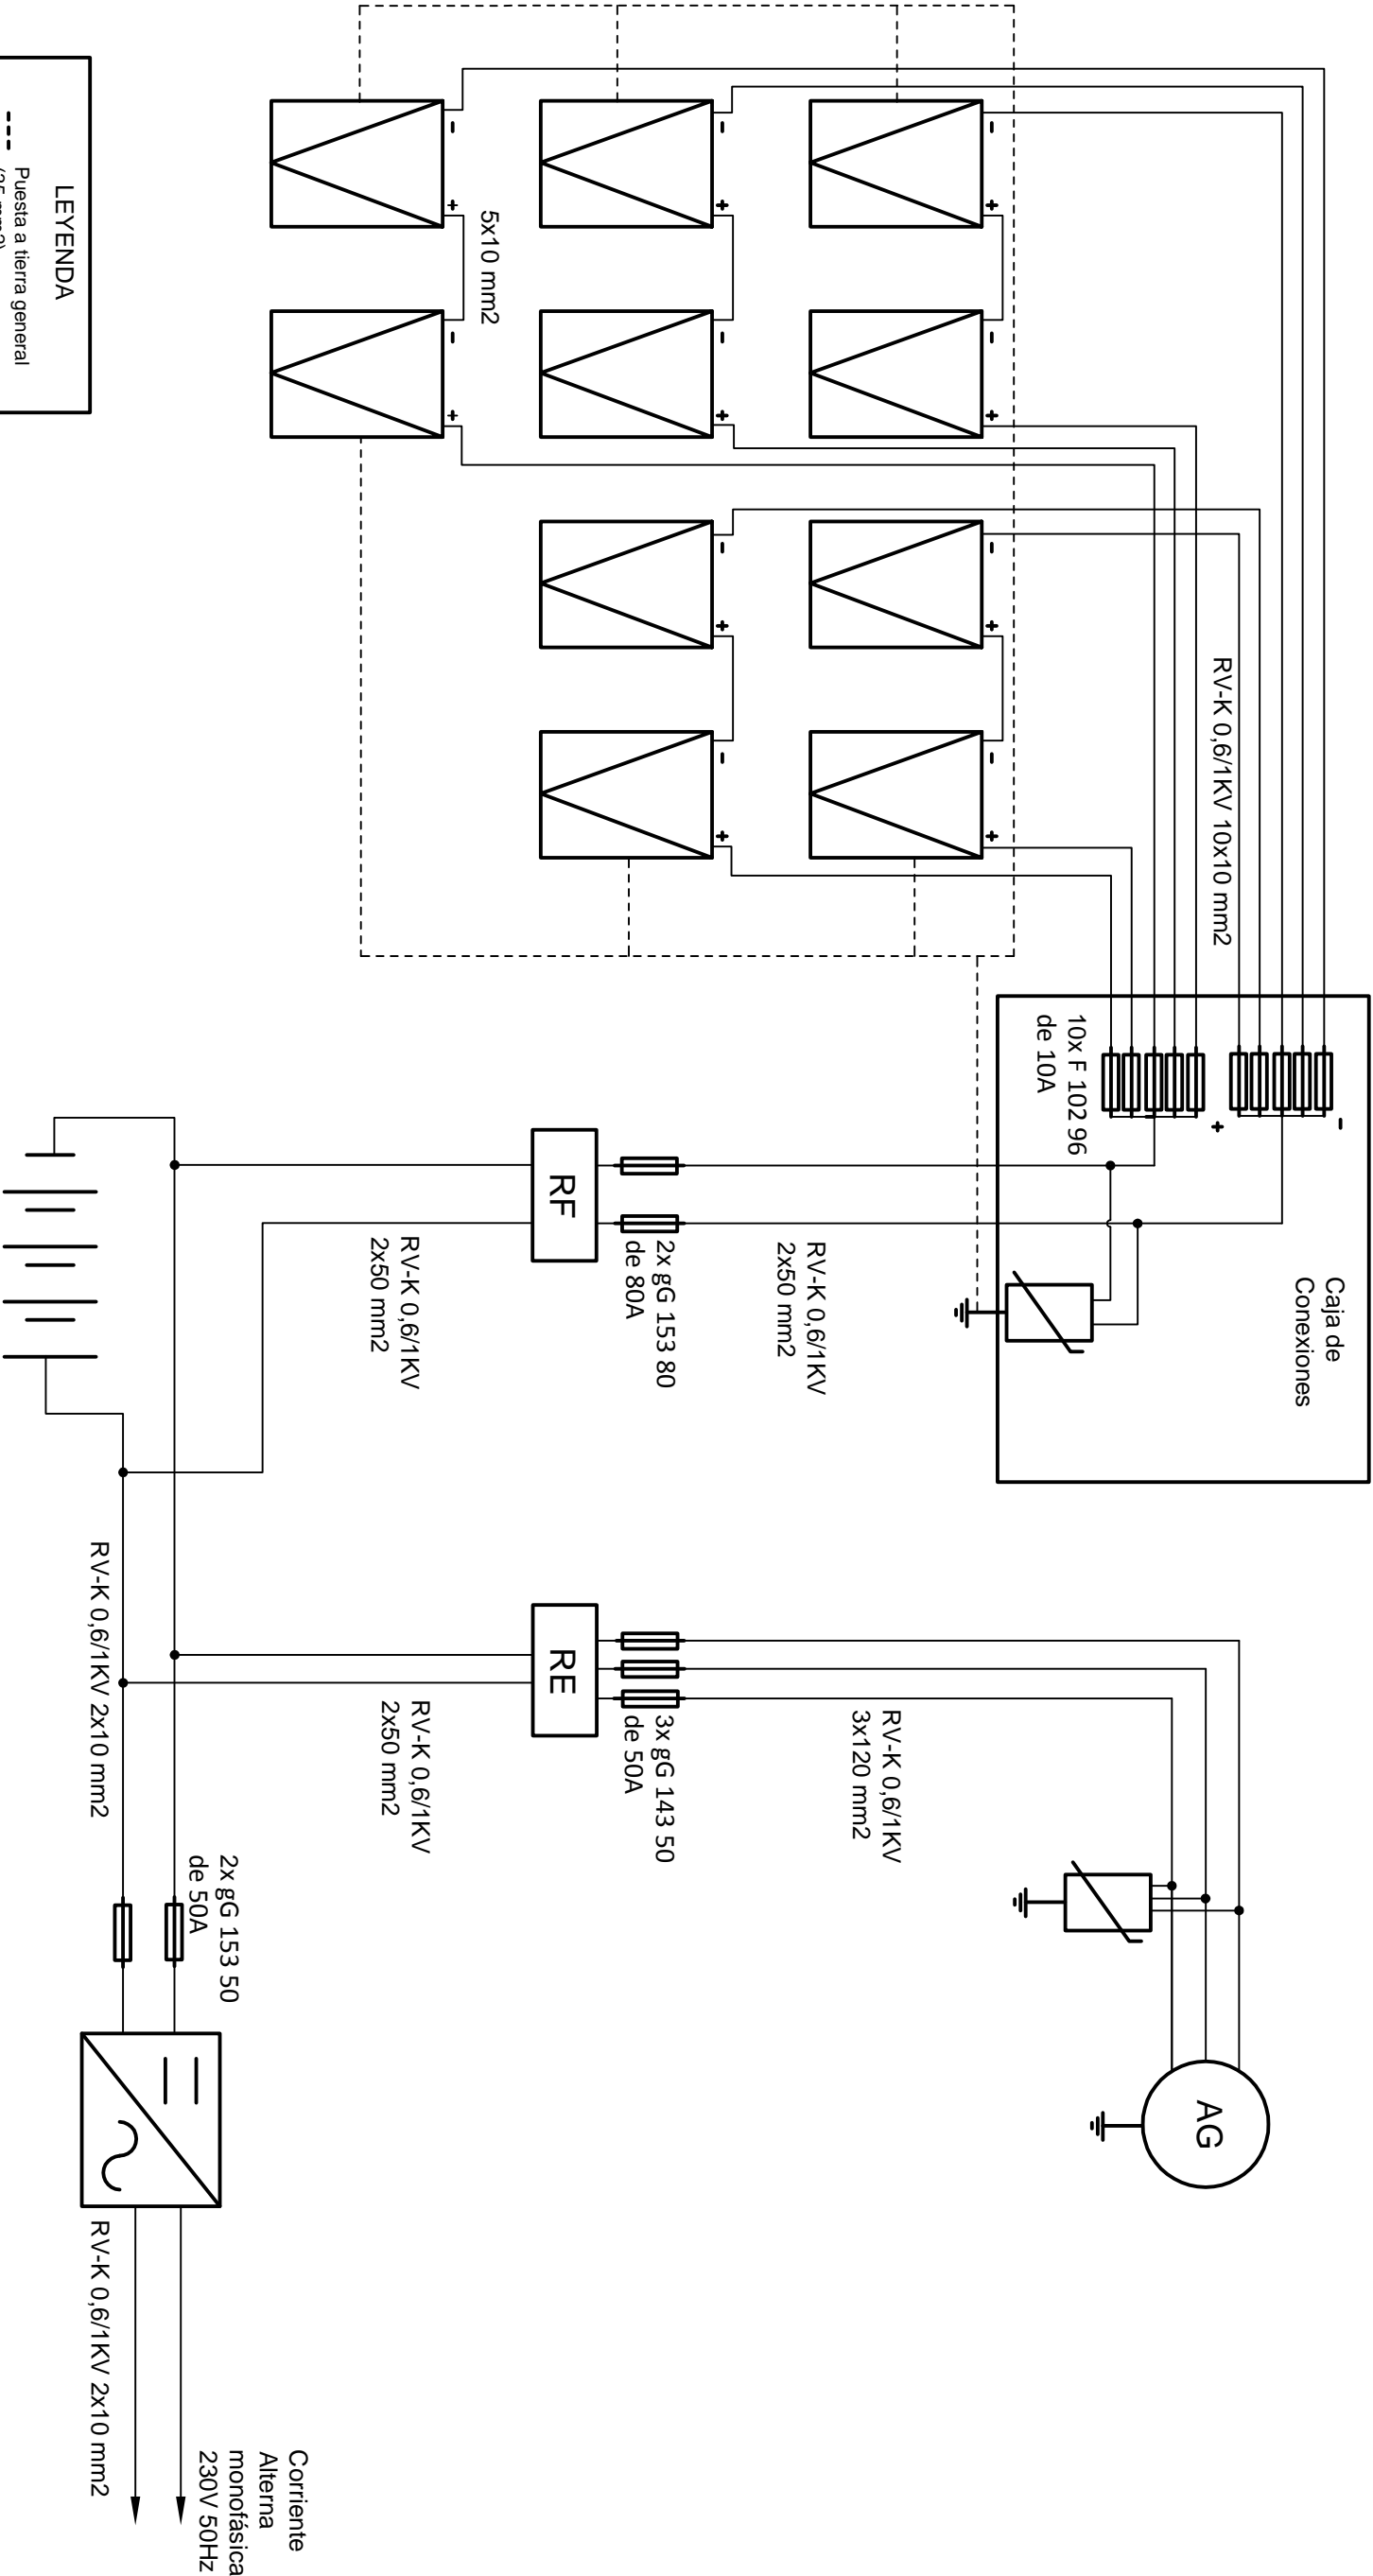 Caja de
Conexiones
RV-K 0,6/1KV 10x10 mm2
10x F 102 96
de 10A
AG
RV-K 0,6/1KV
2x50 mm2
RV-K 0,6/1KV
3x120 mm2
2x gG 153 80
de 80A
3x gG 143 50
de 50A
RF
RE
5x10 mm2
RV-K 0,6/1KV
2x50 mm2
RV-K 0,6/1KV
2x50 mm2
2x gG 153 50
de 50A
RV-K 0,6/1KV 2x10 mm2
RV-K 0,6/1KV 2x10 mm2
Corriente
Alterna
monofásica
230V 50Hz
LEYENDA
Puesta a tierra general